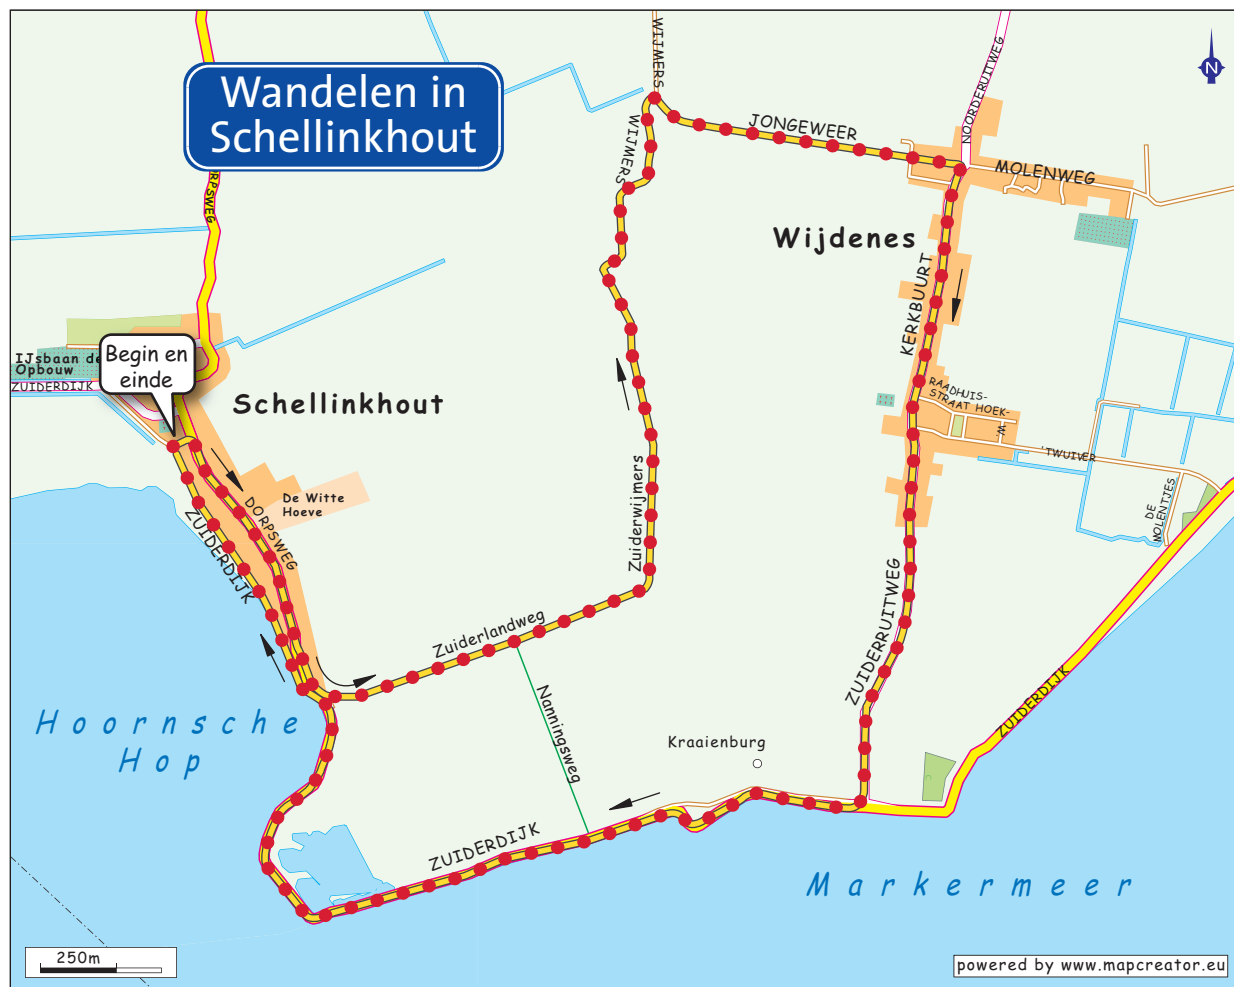 Wandelen in
Schellinkhout
N
WIJMERS
NOORDERUITWEG
JONGEWEER
WIJMERS
MOLENWEG
Wijdenes
KERKBUURT
IJsbaan de
Opbouw
ZUIDERDIJK
Begin en
einde
Schellinkhout
RAADHUIS-
STRAAT HOEK-
W.
'TWUIVER
DE
MOLENTJES
De Witte
Hoeve
DORPSWEG
ZUIDERDIJK
Zuiderwijmers
Zuiderlandweg
Nanningsweg
ZUIDERRUITWEG
ZUIDERDIJK
Hoornsche
Hop
Kraaienburg
ZUIDERDIJK
Markermeer
250m
powered by www.mapcreator.eu